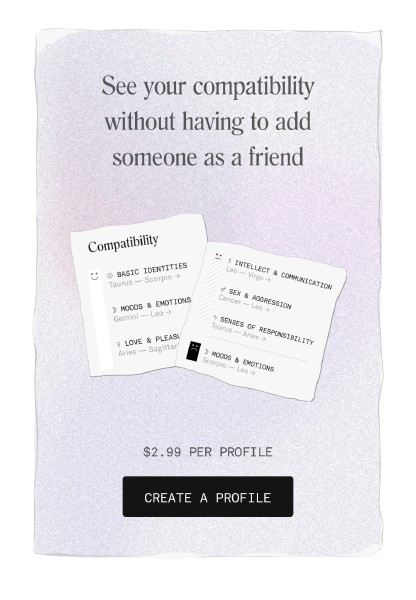 See your compatibility
without having to add
someone as a friend
Compatibility
☉ BASIC IDENTITIES
Taurus — Scorpio →
☽ MOODS & EMOTIONS
Gemini — Leo →
♀ LOVE & PLEASU
Aries — Sagittar
☿ INTELLECT & COMMUNICATION
Leo — Virgo →
♂ SEX & AGGRESSION
Cancer — Leo →
♄ SENSES OF RESPONSIBILITY
Taurus — Aries →
☽ MOODS & EMOTIONS
Scorpio — Leo →
$2.99 PER PROFILE
CREATE A PROFILE